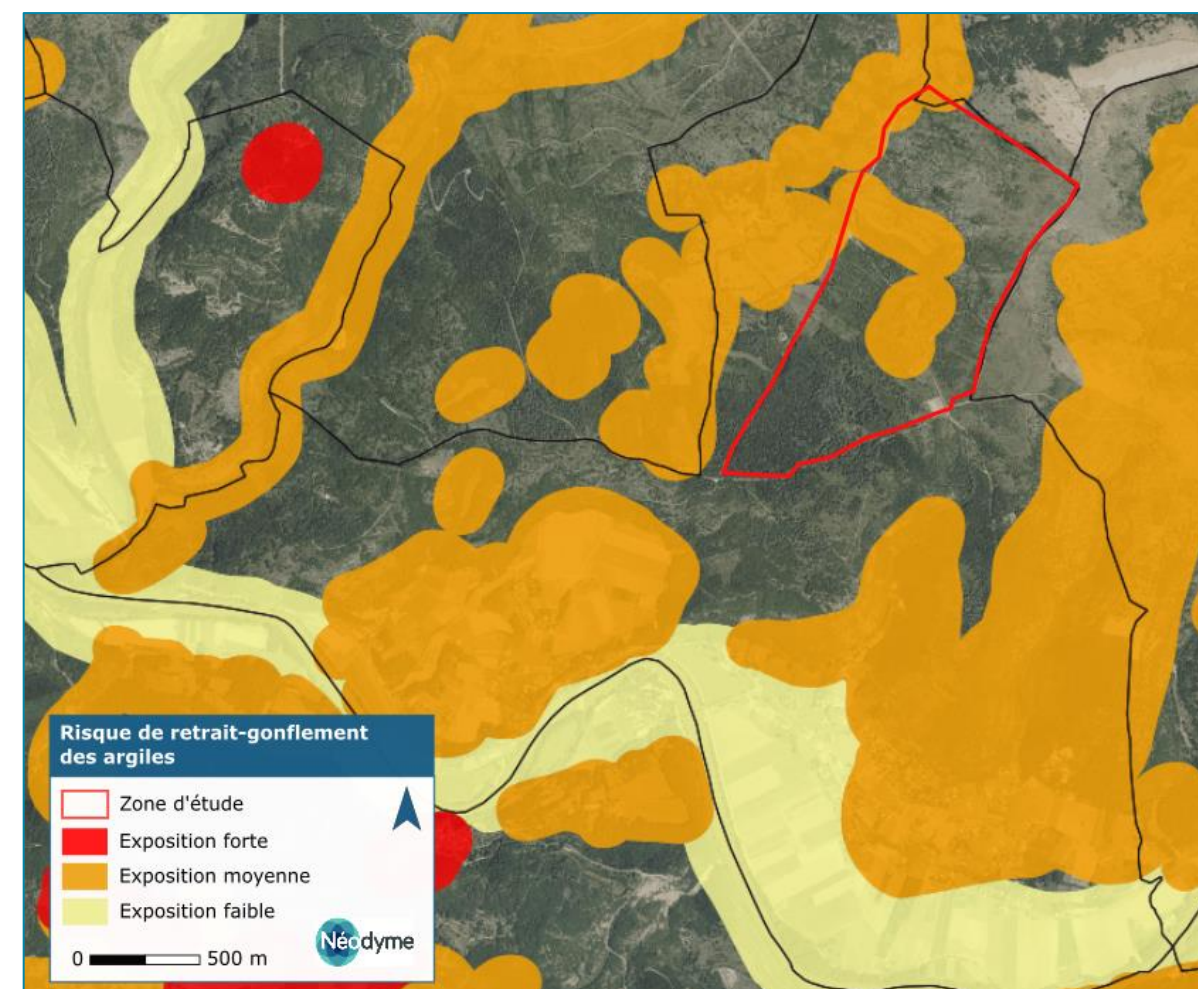 Risque de retrait-gonflement
des argiles
Zone d'étude
Exposition forte
Exposition moyenne
Exposition faible
0 500 m
Néodyme